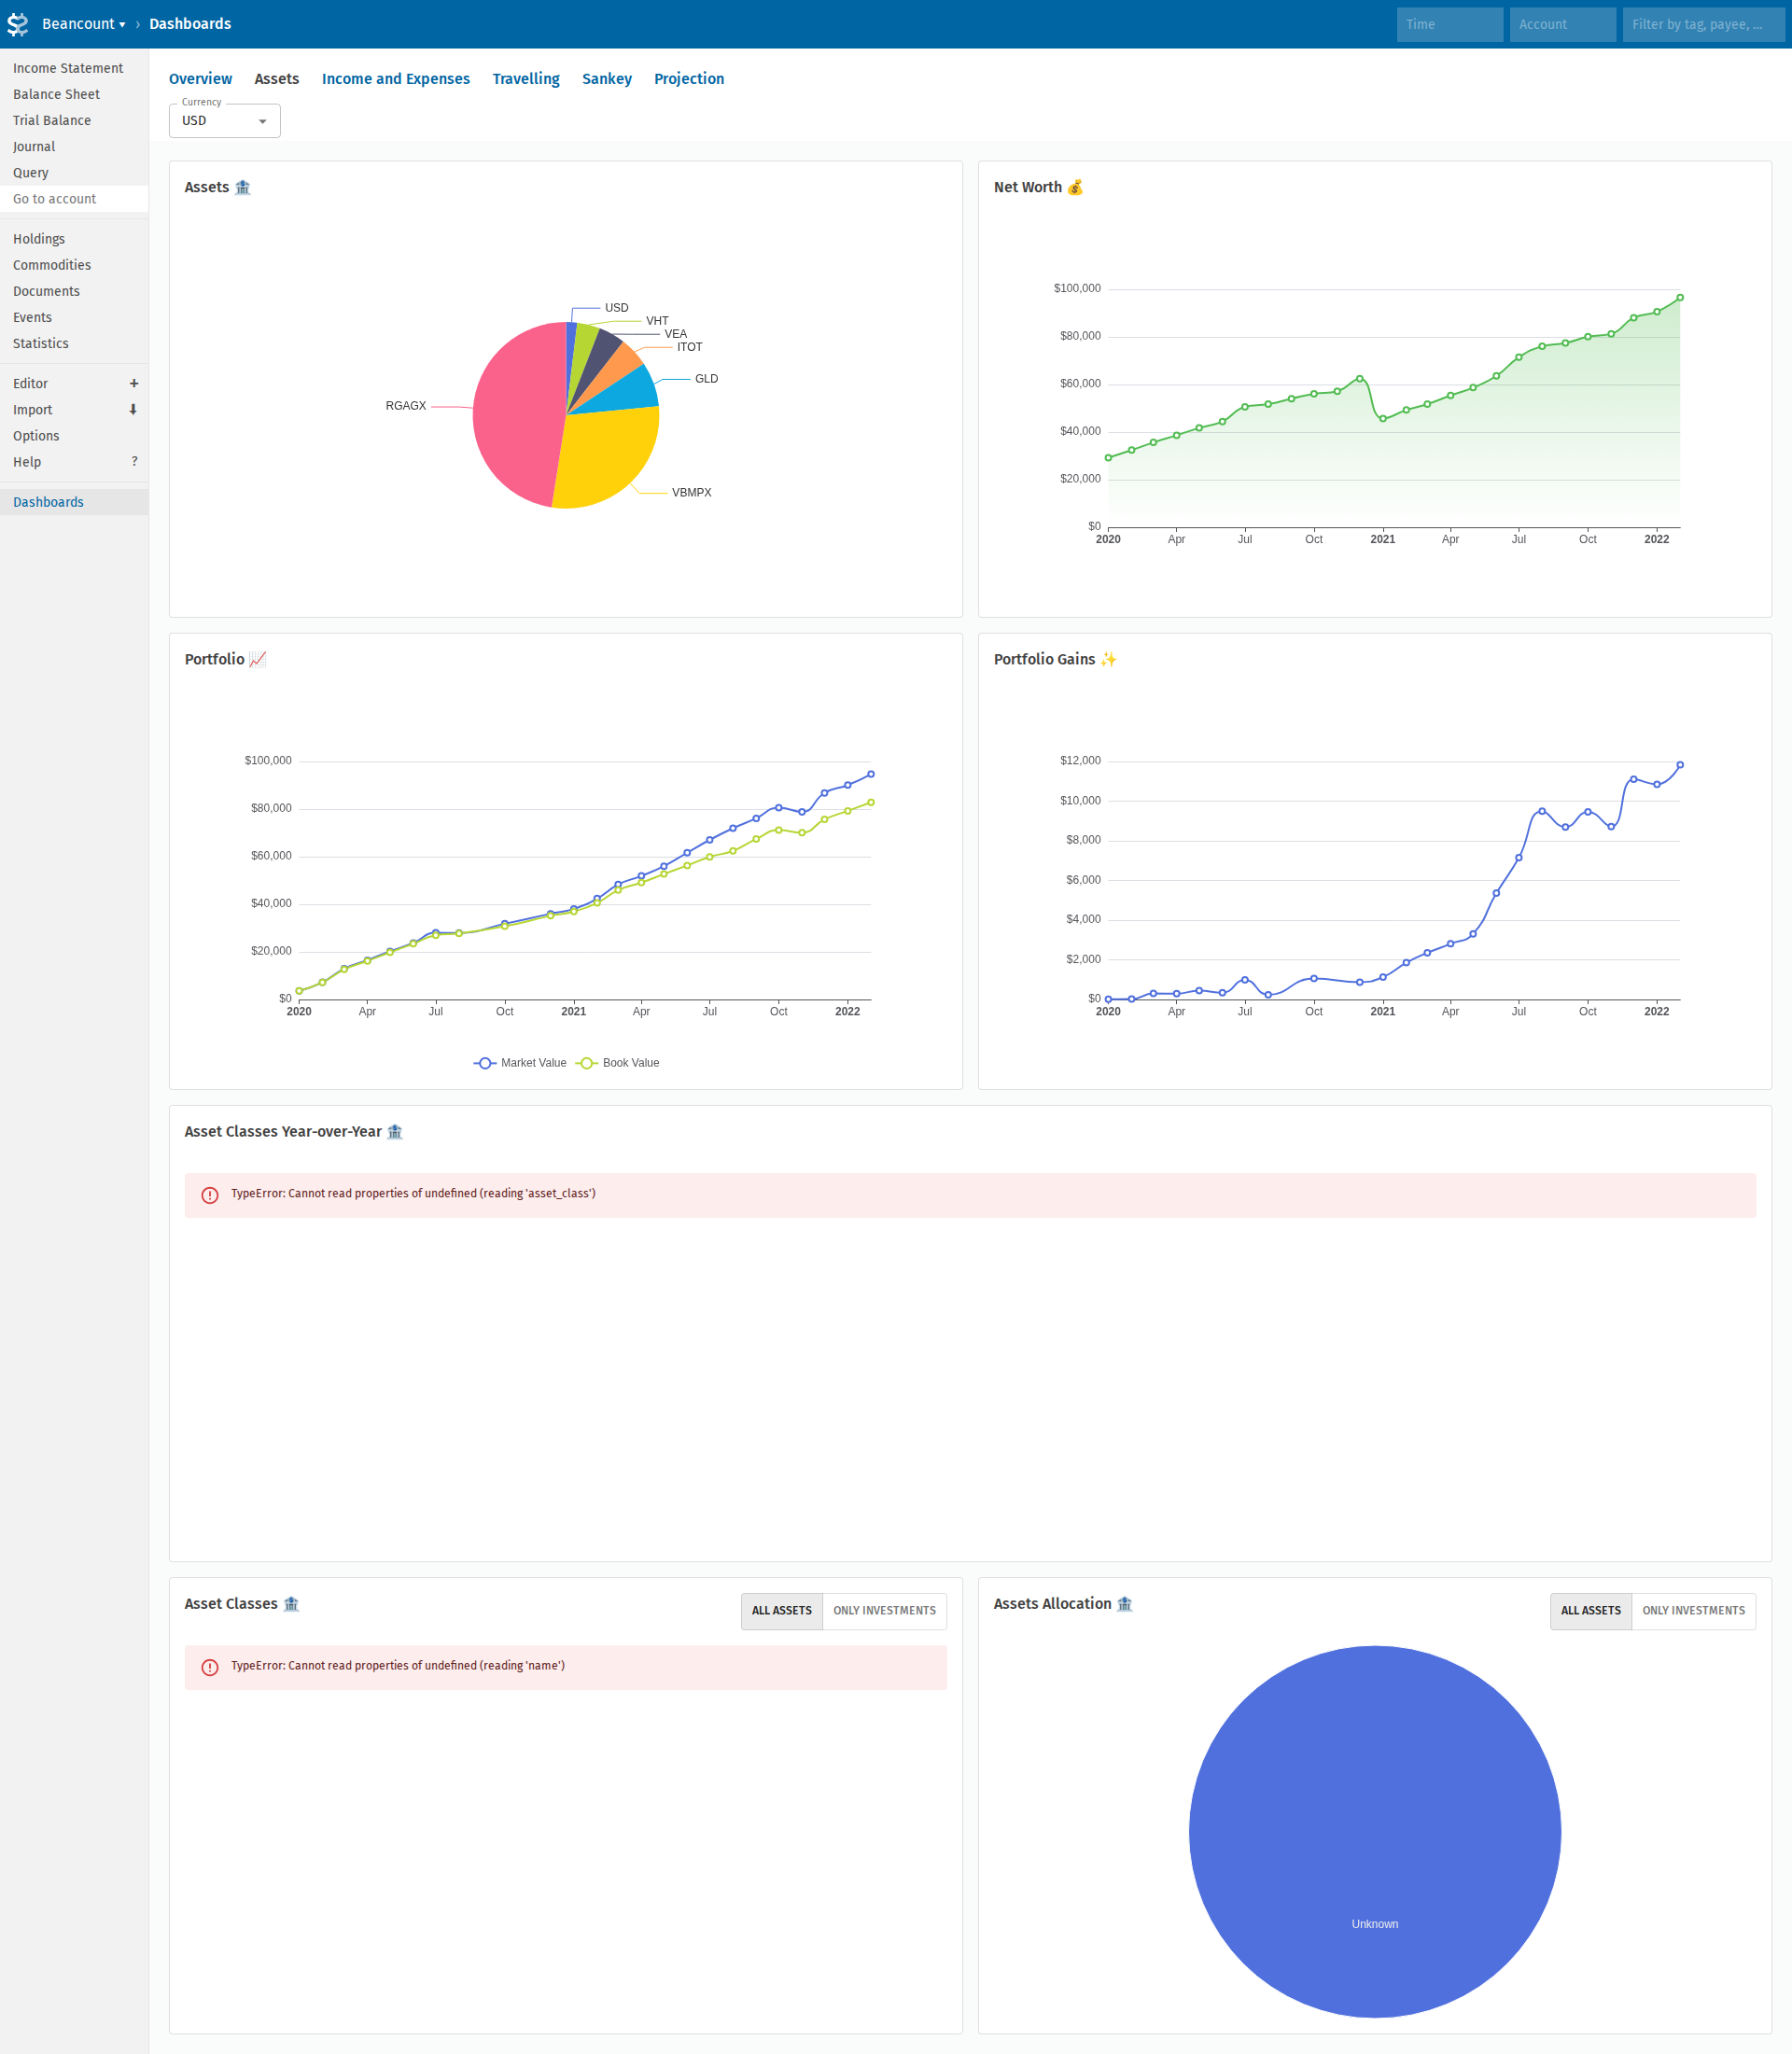 Beancount › Dashboards
Time
Account
Filter by tag, payee, ...
Income Statement
Balance Sheet
Trial Balance
Journal
Query
Go to account
Holdings
Commodities
Documents
Events
Statistics
Editor +
Import
Options
Help ?
Dashboards
Overview Assets Income and Expenses Travelling Sankey Projection
Currency
USD
Assets 🏦
USD
VHT
VEA
ITOT
GLD
RGAGX
VBMPX
Net Worth 💰
$100,000
$80,000
$60,000
$40,000
$20,000
$0
2020 Apr Jul Oct 2021 Apr Jul Oct 2022
Portfolio 📈
$100,000
$80,000
$60,000
$40,000
$20,000
$0
2020 Apr Jul Oct 2021 Apr Jul Oct 2022
Market Value Book Value
Portfolio Gains ✨
$12,000
$10,000
$8,000
$6,000
$4,000
$2,000
$0
2020 Apr Jul Oct 2021 Apr Jul Oct 2022
Asset Classes Year-over-Year 🏦
TypeError: Cannot read properties of undefined (reading 'asset_class')
Asset Classes 🏦
ALL ASSETS ONLY INVESTMENTS
TypeError: Cannot read properties of undefined (reading 'name')
Assets Allocation 🏦
ALL ASSETS ONLY INVESTMENTS
Unknown